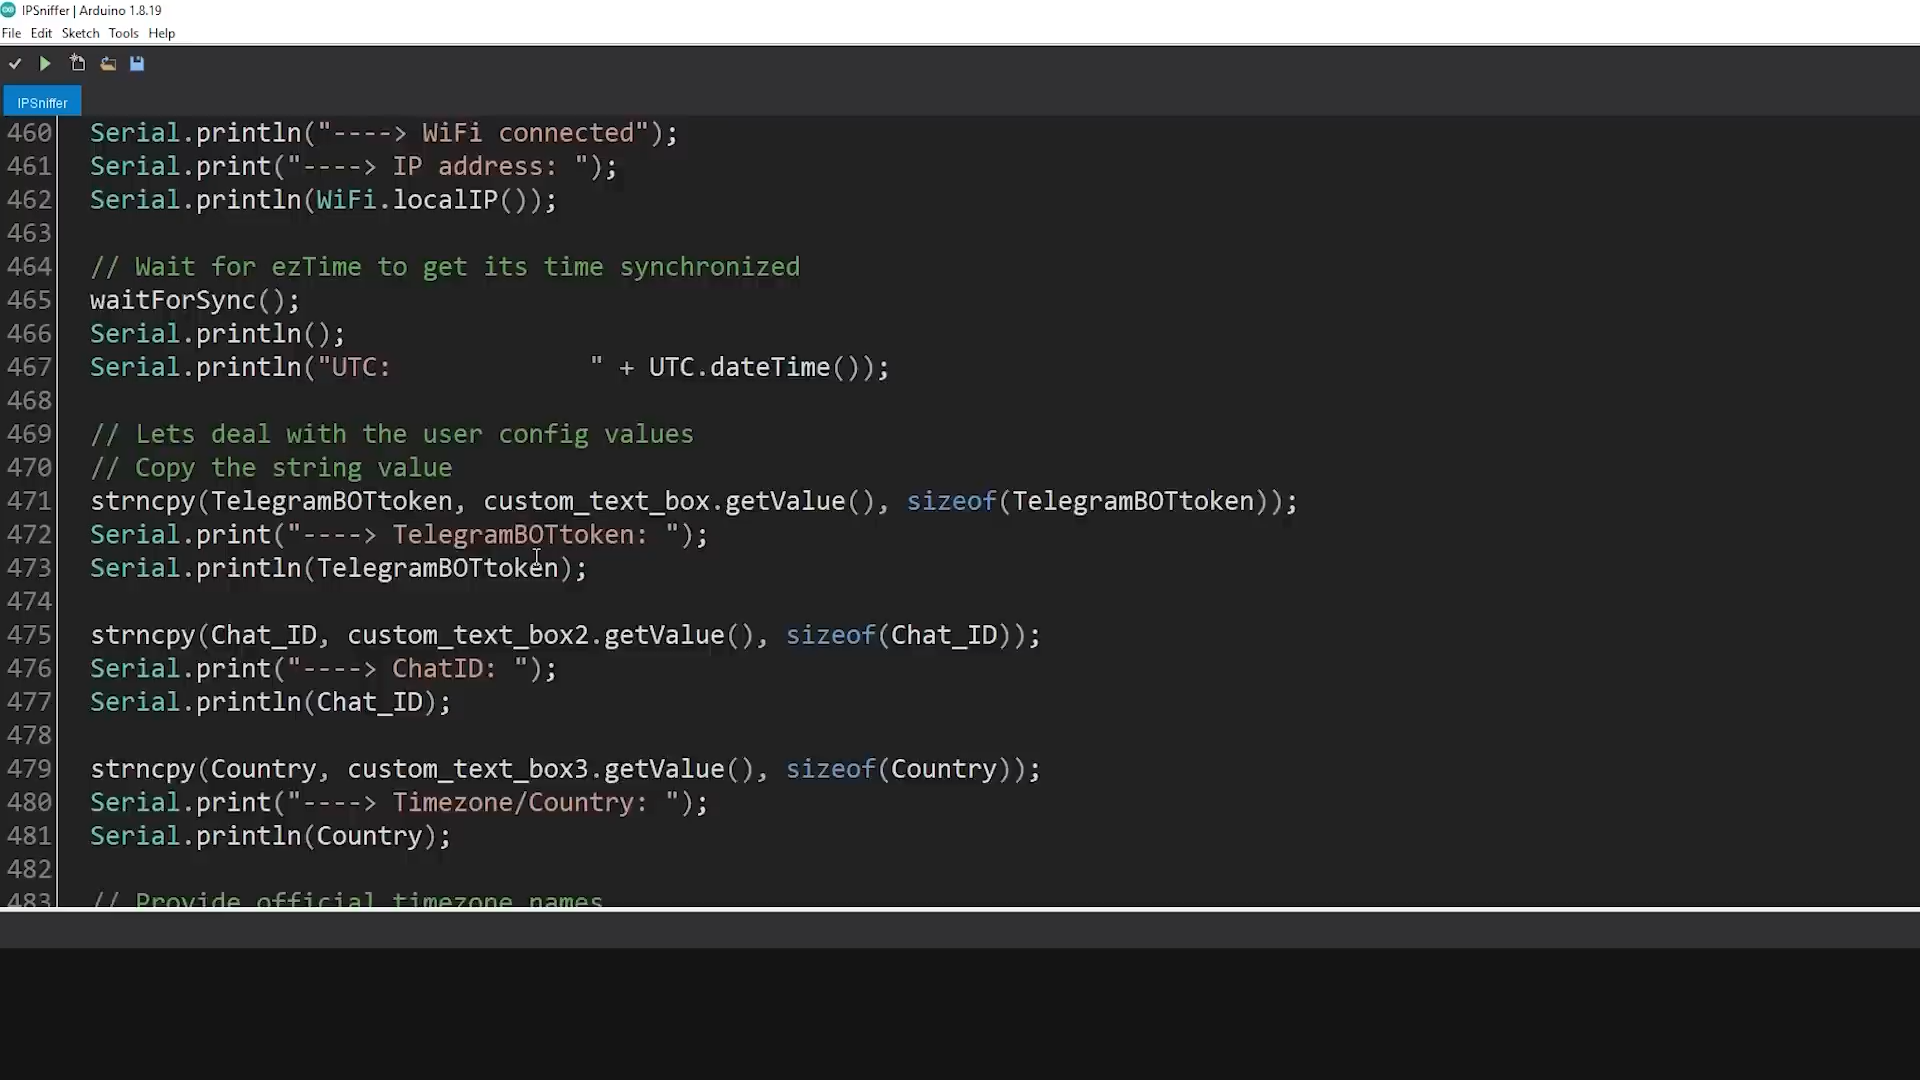 IPSniffer | Arduino 1.8.19
File Edit Sketch Tools Help
IPSniffer
460 Serial.println("----> WiFi connected");
461 Serial.print("----> IP address: ");
462 Serial.println(WiFi.localIP());
463
464 // Wait for ezTime to get its time synchronized
465 waitForSync();
466 Serial.println();
467 Serial.println("UTC:             " + UTC.dateTime());
468
469 // Lets deal with the user config values
470 // Copy the string value
471 strncpy(TelegramBOTtoken, custom_text_box.getValue(), sizeof(TelegramBOTtoken));
472 Serial.print("----> TelegramBOTtoken: ");
473 Serial.println(TelegramBOTtoken);
474
475 strncpy(Chat_ID, custom_text_box2.getValue(), sizeof(Chat_ID));
476 Serial.print("----> ChatID: ");
477 Serial.println(Chat_ID);
478
479 strncpy(Country, custom_text_box3.getValue(), sizeof(Country));
480 Serial.print("----> Timezone/Country: ");
481 Serial.println(Country);
482
483 // Provide official timezone names